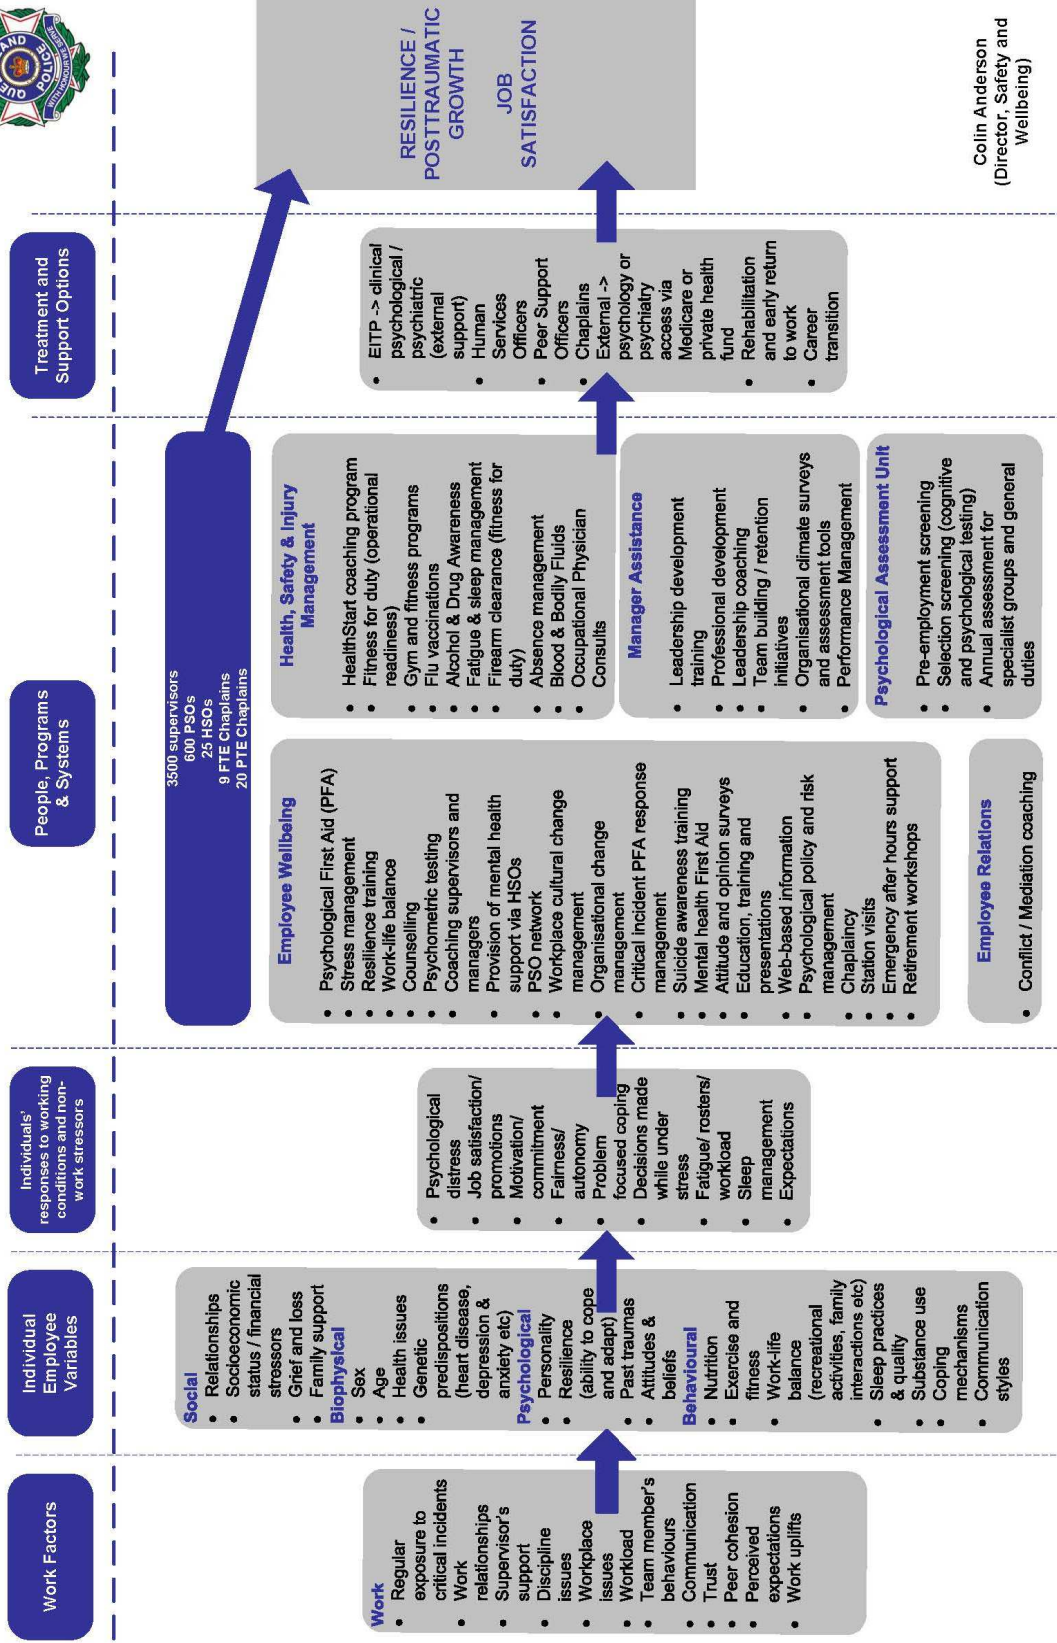 QUEENSLAND POLICE
WITH HONOUR WE SERVE
Work Factors
Individual
Employee
Variables
Individuals'
responses to working
conditions and non-
work stressors
People, Programs
& Systems
Treatment and
Support Options
Work
• Regular
exposure to
critical incidents
• Work
relationships
• Supervisor's
support
• Discipline
issues
• Workplace
issues
• Workload
• Team member's
behaviours
• Communication
• Trust
• Peer cohesion
• Perceived
expectations
• Work uplifts
Social
• Relationships
• Socioeconomic
status / financial
stressors
• Grief and loss
• Family support
Biophysical
• Sex
• Age
• Health issues
• Genetic
predispositions
(heart disease,
depression &
anxiety etc)
Psychological
• Personality
• Resilience
(ability to cope
and adapt)
• Past traumas
• Attitudes &
beliefs
Behavioural
• Nutrition
• Exercise and
fitness
• Work-life
balance
(recreational
activities, family
interactions etc)
• Sleep practices
& quality
• Substance use
• Coping
mechanisms
• Communication
styles
• Psychological
distress
• Job satisfaction/
promotions
• Motivation/
commitment
• Fairness/
autonomy
• Problem
focused coping
• Decisions made
while under
stress
• Fatigue/ rosters/
workload
• Sleep
management
• Expectations
3500 supervisors
600 PSOs
25 HSOs
9 FTE Chaplains
20 PTE Chaplains
Employee Wellbeing
• Psychological First Aid (PFA)
• Stress management
• Resilience training
• Work-life balance
• Counselling
• Psychometric testing
• Coaching supervisors and
managers
• Provision of mental health
support via HSOs
• PSO network
• Workplace cultural change
management
• Organisational change
management
• Critical incident PFA response
management
• Suicide awareness training
• Mental health First Aid
• Attitude and opinion surveys
• Education, training and
presentations
• Web-based information
• Psychological policy and risk
management
• Chaplaincy
• Station visits
• Emergency after hours support
• Retirement workshops
Employee Relations
• Conflict / Mediation coaching
Health, Safety & Injury
Management
• HealthStart coaching program
• Fitness for duty (operational
readiness)
• Gym and fitness programs
• Flu vaccinations
• Alcohol & Drug Awareness
• Fatigue & sleep management
• Firearm clearance (fitness for
duty)
• Absence management
• Blood & Bodily Fluids
• Occupational Physician
Consults
Manager Assistance
• Leadership development
training
• Professional development
• Leadership coaching
• Team building / retention
initiatives
• Organisational climate surveys
and assessment tools
• Performance Management
Psychological Assessment Unit
• Pre-employment screening
• Selection screening (cognitive
and psychological testing)
• Annual assessment for
specialist groups and general
duties
• EITP -> clinical
psychological /
psychiatric
(external
support)
• Human
Services
Officers
• Peer Support
Officers
• Chaplains
• External ->
psychology or
psychiatry
access via
Medicare or
private health
fund
• Rehabilitation
and early return
to work
• Career
transition
RESILIENCE /
POSTTRAUMATIC
GROWTH
JOB
SATISFACTION
Colin Anderson
(Director, Safety and
Wellbeing)